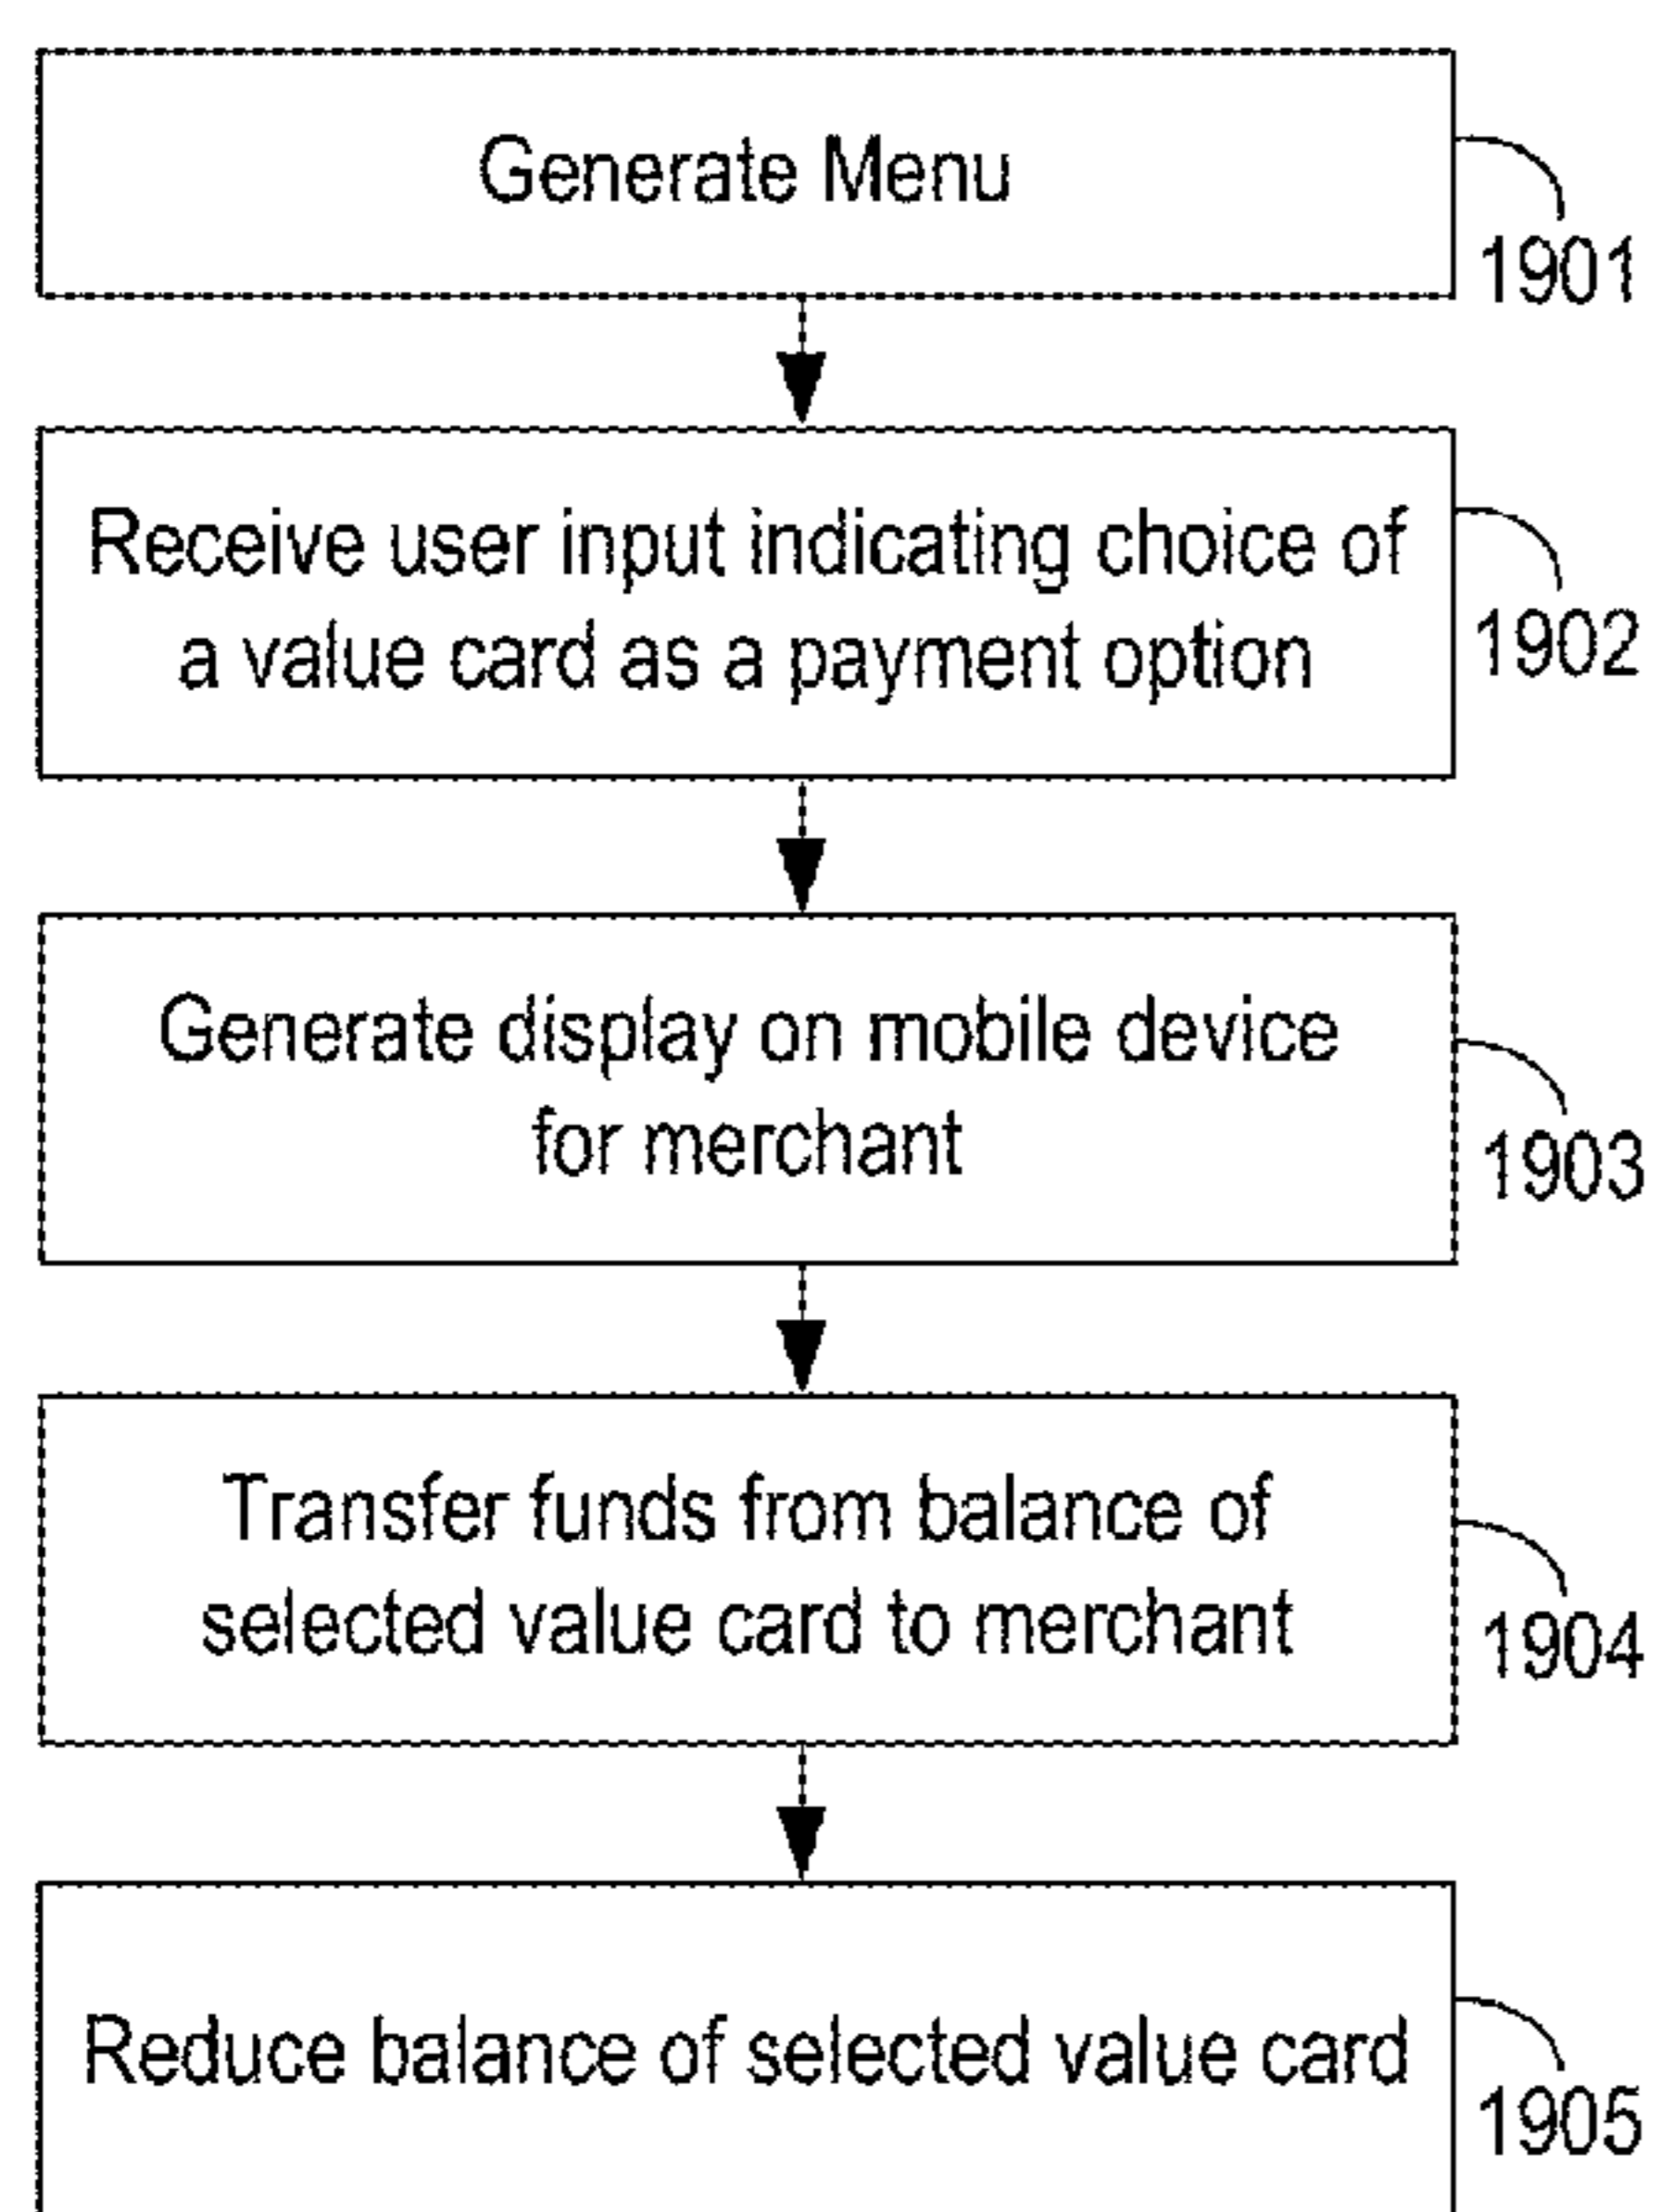 Generate Menu
1901
Receive user input indicating choice of
a value card as a payment option
1902
Generate display on mobile device
for merchant
1903
Transfer funds from balance of
selected value card to merchant
1904
Reduce balance of selected value card
1905